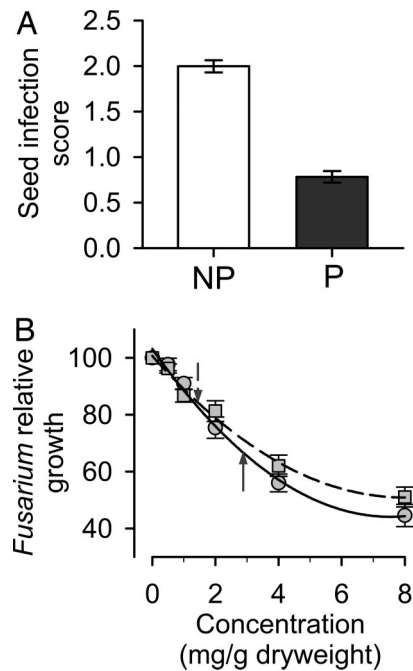 A
Seed infection
score
2.5
2.0
1.5
1.0
0.5
0.0
NP P
B
Fusarium relative
growth
100
80
60
40
0 2 4 6 8
Concentration
(mg/g dryweight)